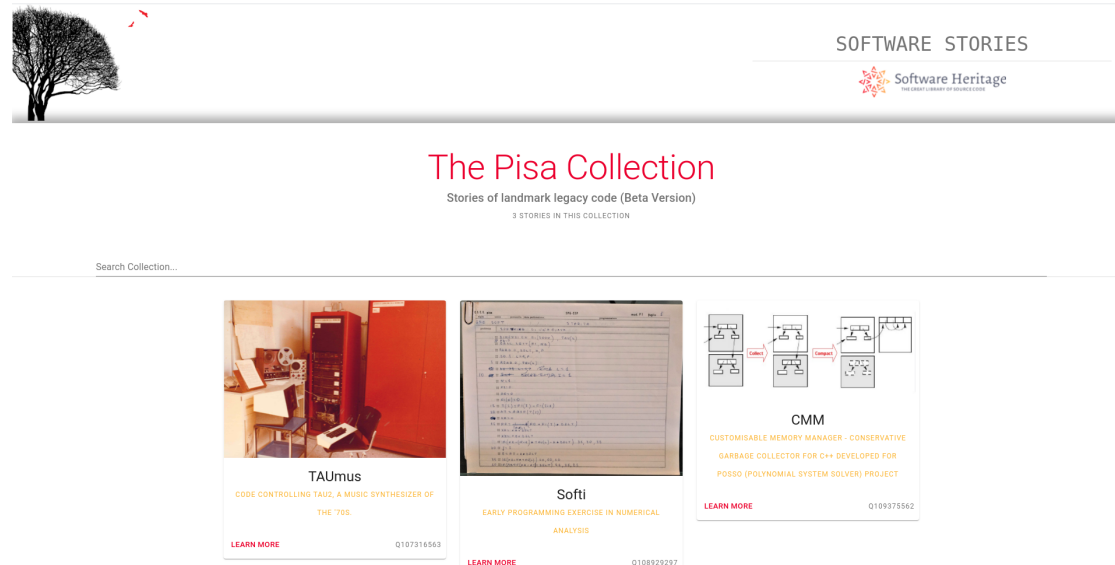 SOFTWARE STORIES
Software Heritage
THE GREAT LIBRARY OF SOURCE CODE
The Pisa Collection
Stories of landmark legacy code (Beta Version)
3 STORIES IN THIS COLLECTION
Search Collection...
TAUmus
CODE CONTROLLING TAU2, A MUSIC SYNTHESIZER OF
THE '70S.
LEARN MORE
Q107316563
Softi
EARLY PROGRAMMING EXERCISE IN NUMERICAL
ANALYSIS
LEARN MORE
Q108929297
Collect
Compact
CMM
CUSTOMISABLE MEMORY MANAGER - CONSERVATIVE
GARBAGE COLLECTOR FOR C++ DEVELOPED FOR
POSSO (POLYNOMIAL SYSTEM SOLVER) PROJECT
LEARN MORE
Q109375562